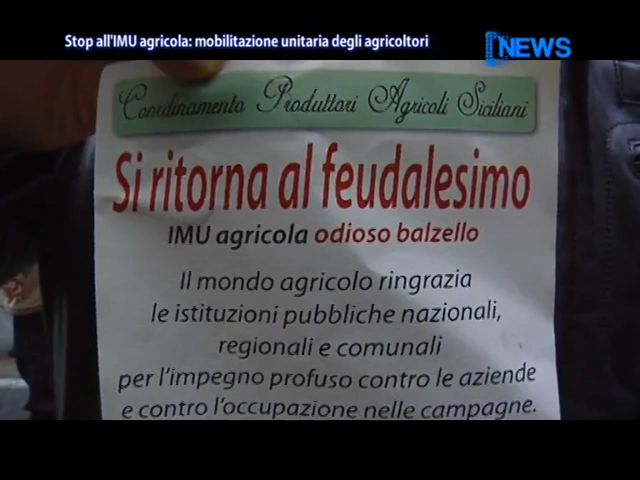 Stop all'IMU agricola: mobilitazione unitaria degli agricoltori
NEWS
Coordinamento Produttori Agricoli Siciliani
Si ritorna al feudalesimo
IMU agricola odioso balzello
Il mondo agricolo ringrazia
le istituzioni pubbliche nazionali,
regionali e comunali
per l'impegno profuso contro le aziende
e contro l'occupazione nelle campagne.